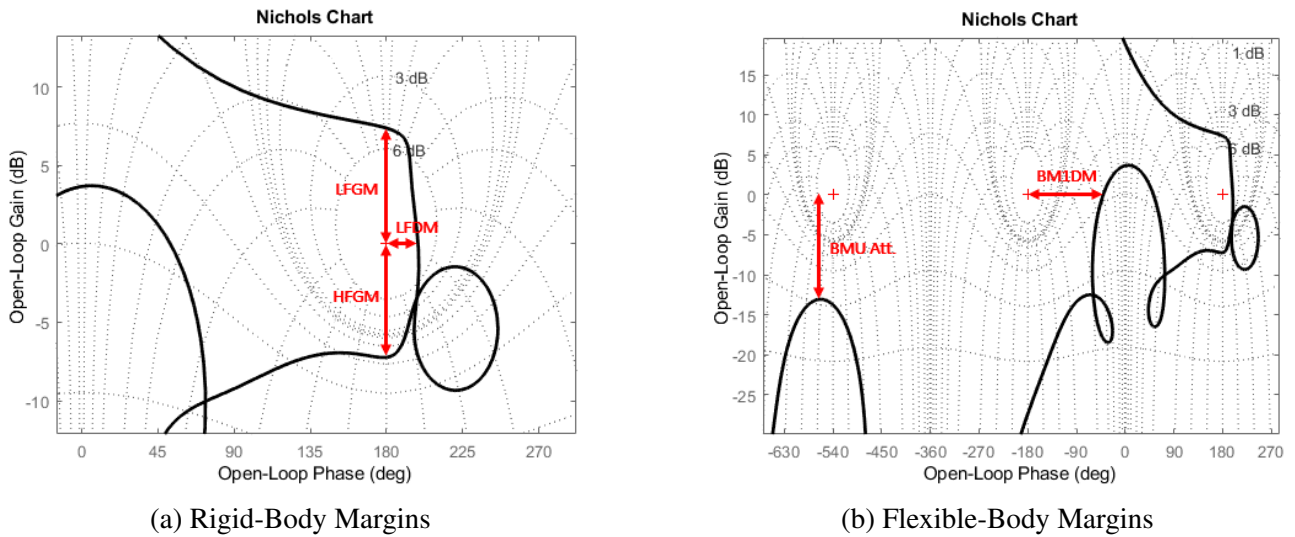 Nichols Chart
3 dB
6 dB
LFGM
LFDM
HFGM
10
5
0
-5
-10
Open-Loop Gain (dB)
0 45 90 135 180 225 270
Open-Loop Phase (deg)
(a) Rigid-Body Margins
Nichols Chart
1 dB
3 dB
6 dB
BM1DM
BMU Att.
15
10
5
0
-5
-10
-15
-20
-25
Open-Loop Gain (dB)
-630 -540 -450 -360 -270 -180 -90 0 90 180 270
Open-Loop Phase (deg)
(b) Flexible-Body Margins